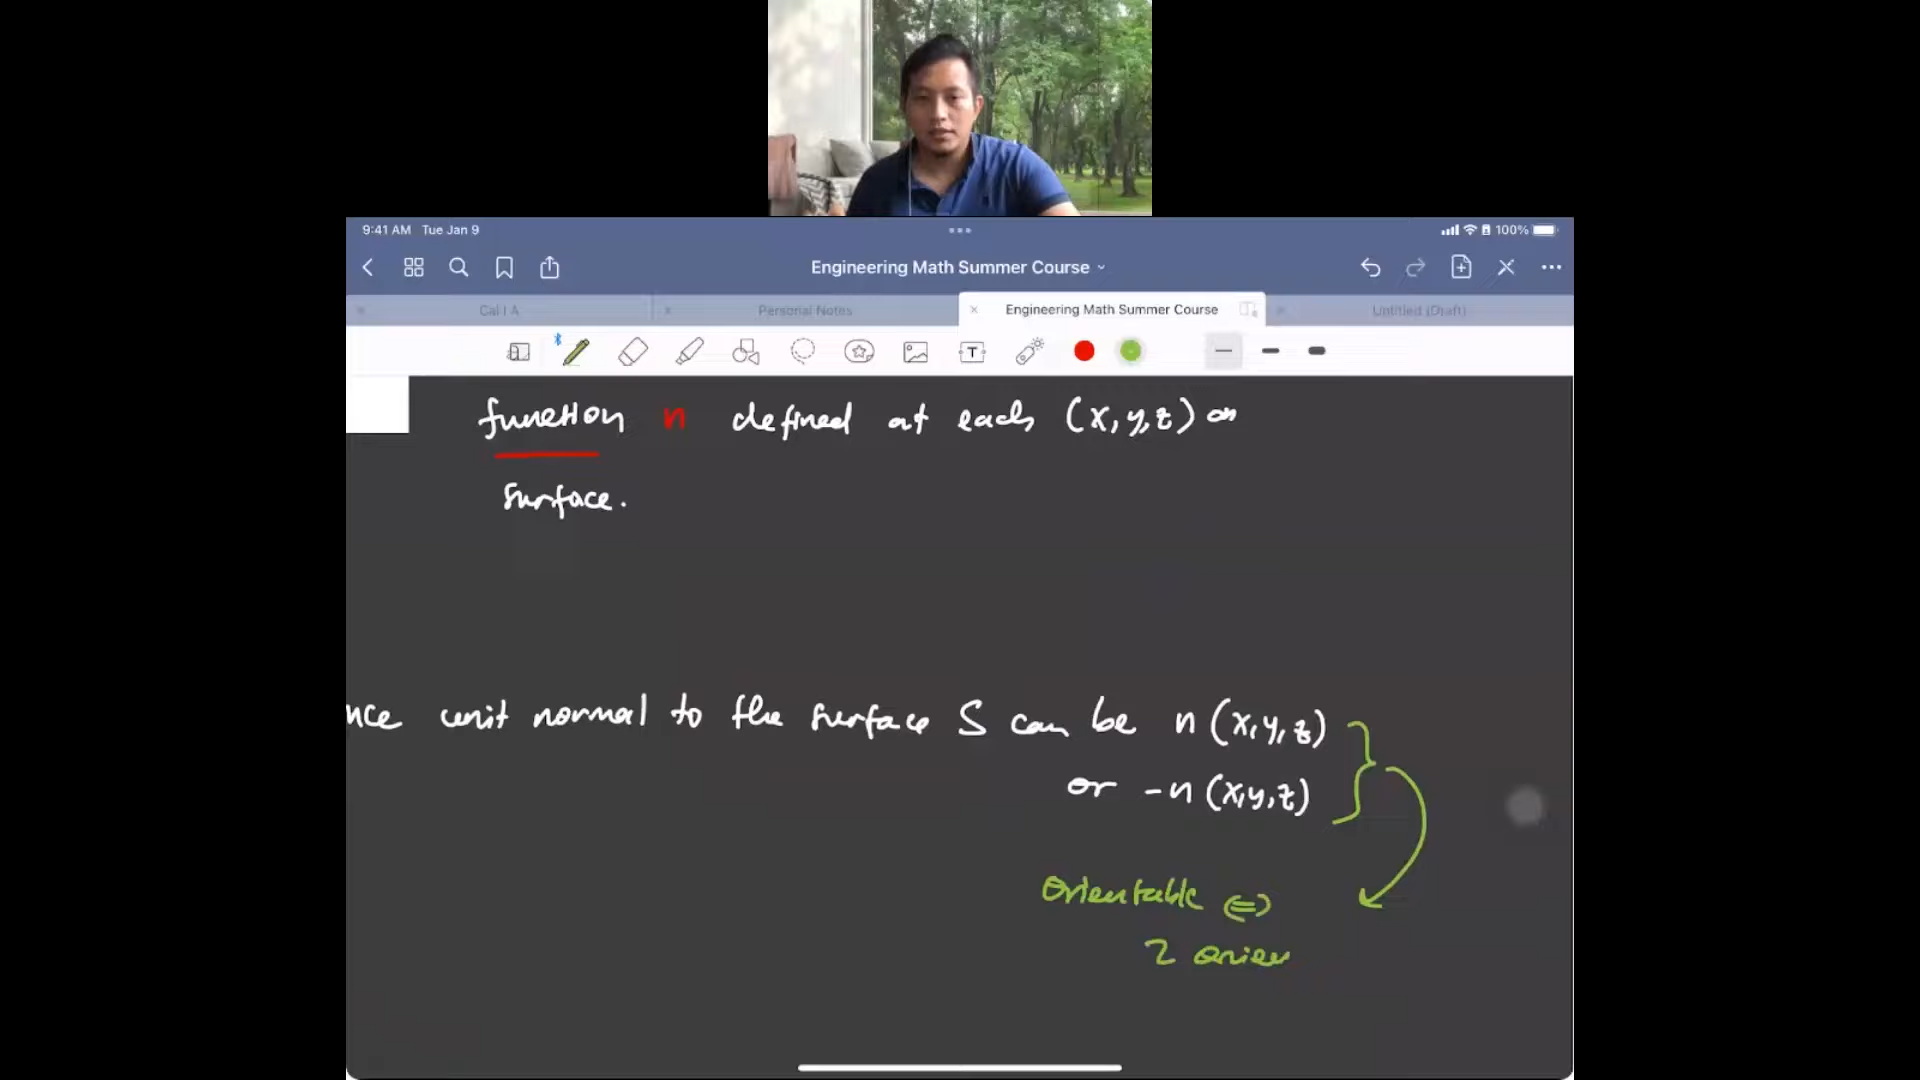 9:41 AM Tue Jan 9
100%
Engineering Math Summer Course
Cal I A
Personal Notes
Engineering Math Summer Course
Untitled (Draft)
T
function n defined at each (x,y,z) on
surface.
nce unit normal to the surface S can be n(x,y,z)
or -n(x,y,z)
Orientable ⇔
2 orien